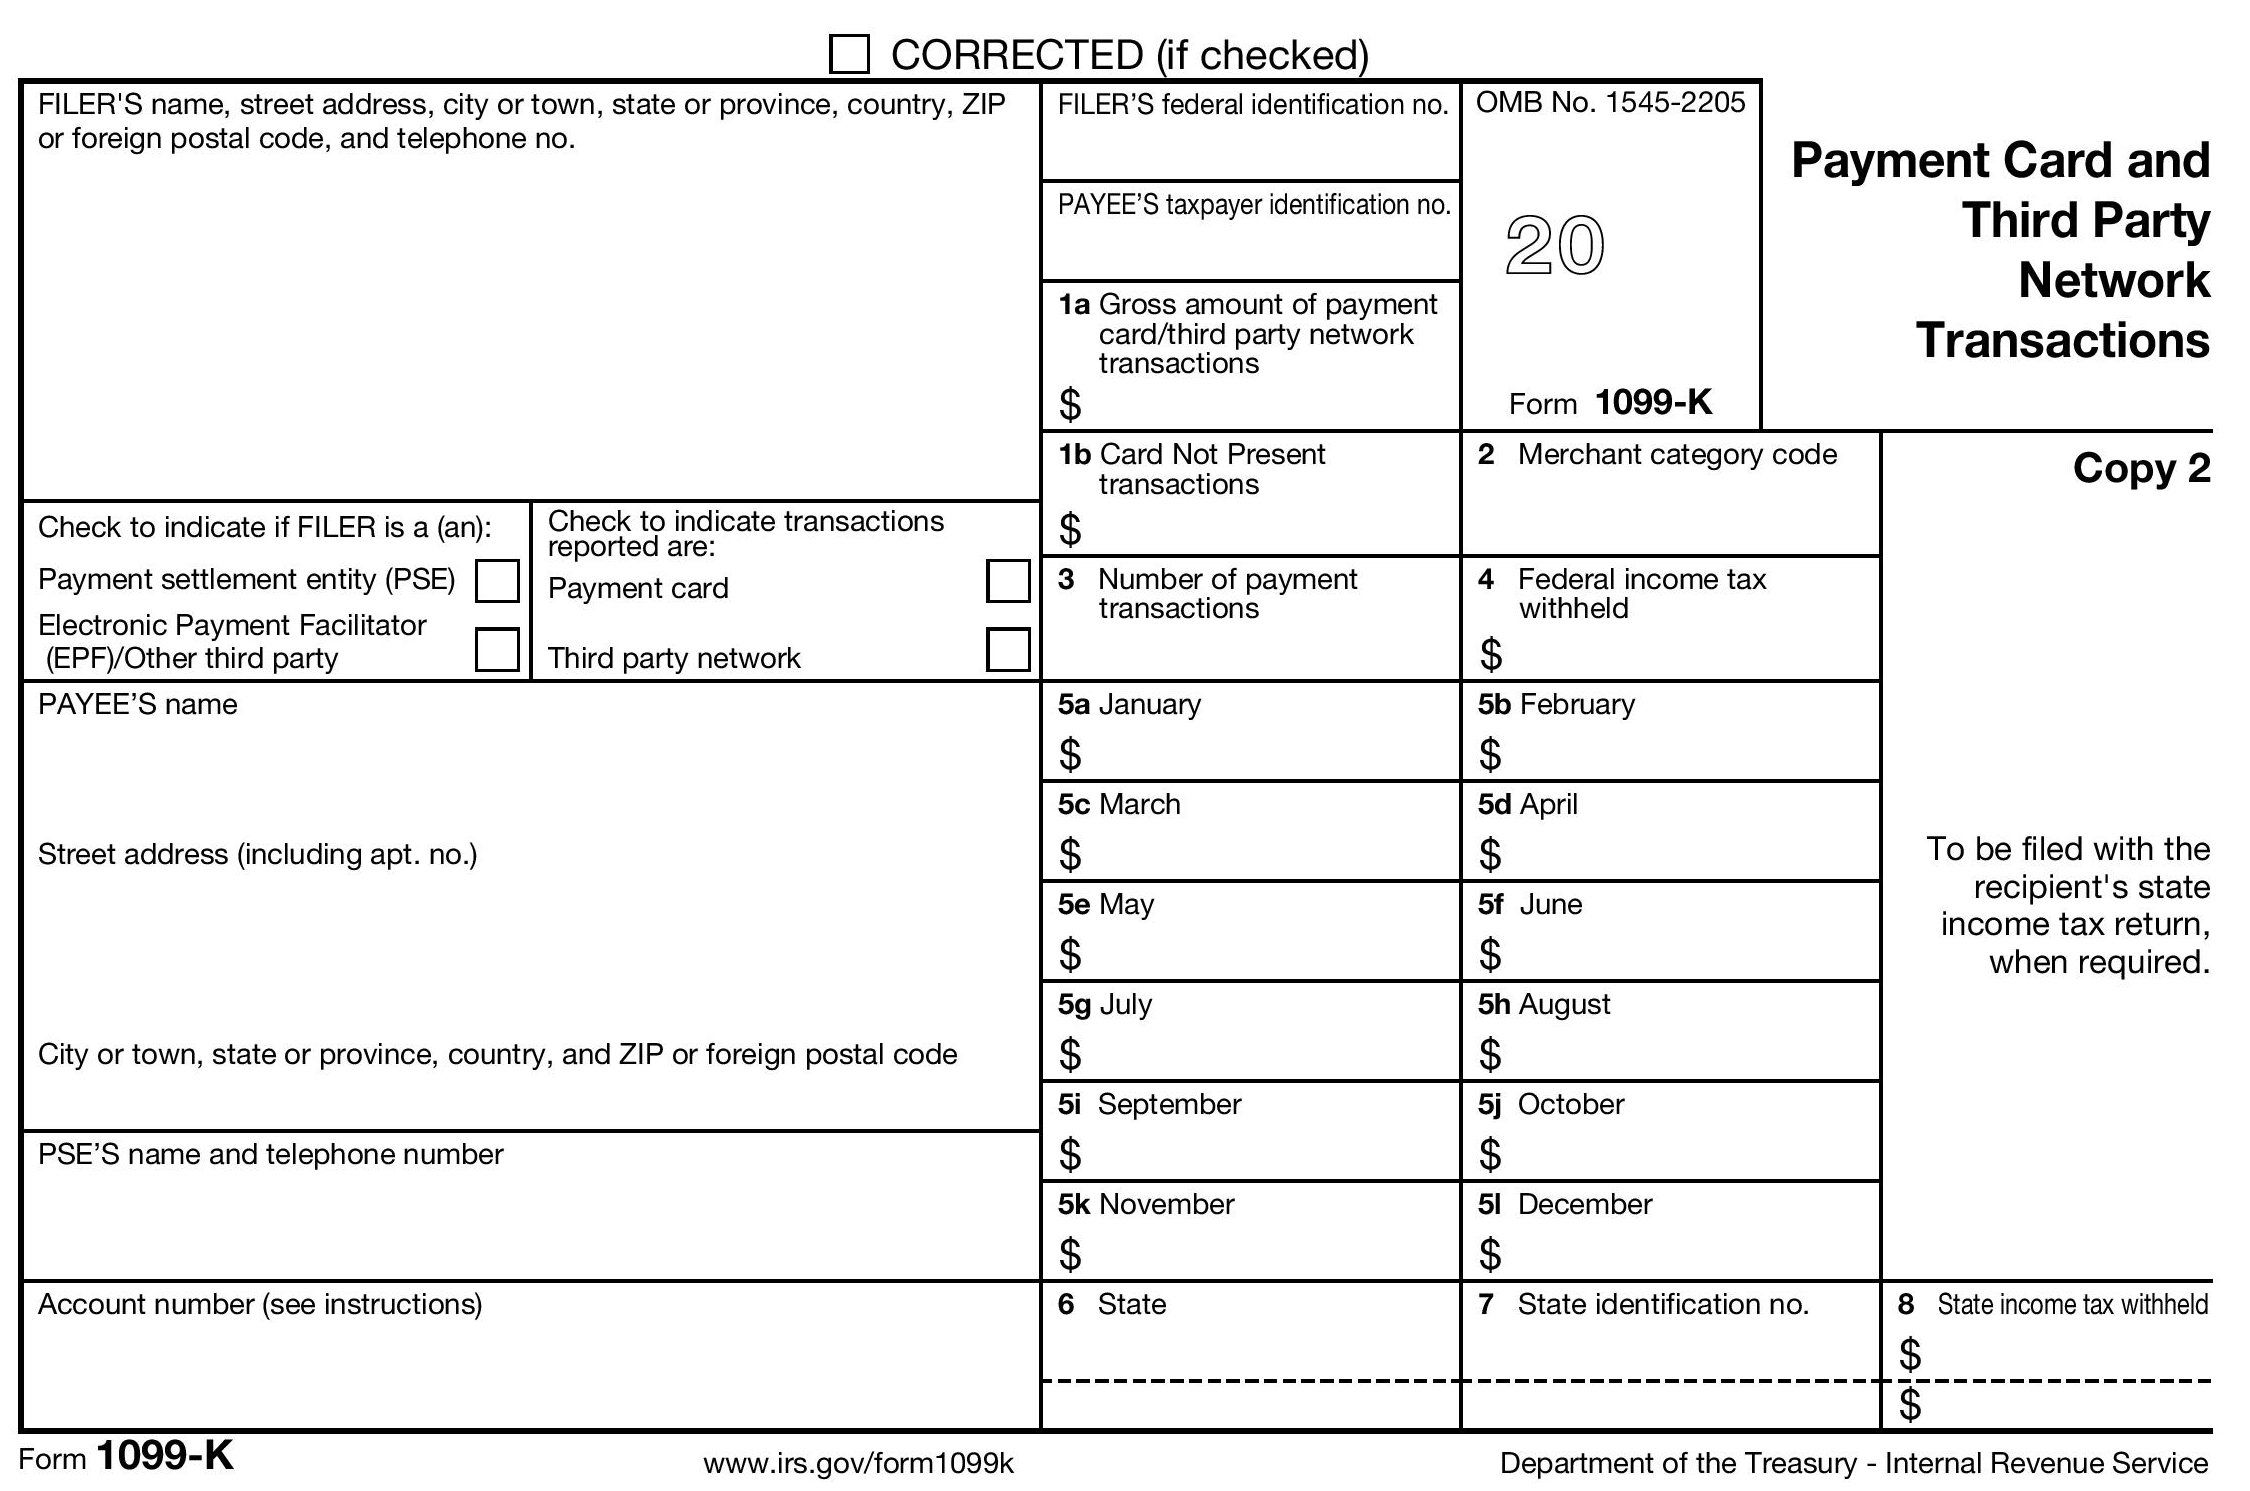 CORRECTED (if checked)
FILER'S name, street address, city or town, state or province, country, ZIP
or foreign postal code, and telephone no.
FILER’S federal identification no.
OMB No. 1545-2205
PAYEE’S taxpayer identification no.
20
1a Gross amount of payment
card/third party network
transactions
$
Form 1099-K
Payment Card and
Third Party
Network
Transactions
1b Card Not Present
transactions
$
2 Merchant category code
Copy 2
Check to indicate if FILER is a (an):
Payment settlement entity (PSE)
Electronic Payment Facilitator
(EPF)/Other third party
Check to indicate transactions
reported are:
Payment card
Third party network
3 Number of payment
transactions
4 Federal income tax
withheld
$
PAYEE’S name
Street address (including apt. no.)
City or town, state or province, country, and ZIP or foreign postal code
5a January
$
5b February
$
5c March
$
5d April
$
5e May
$
5f June
$
5g July
$
5h August
$
5i September
$
5j October
$
5k November
$
5l December
$
To be filed with the
recipient's state
income tax return,
when required.
PSE’S name and telephone number
Account number (see instructions)
6 State
7 State identification no.
8 State income tax withheld
$
$
Form 1099-K
www.irs.gov/form1099k
Department of the Treasury - Internal Revenue Service